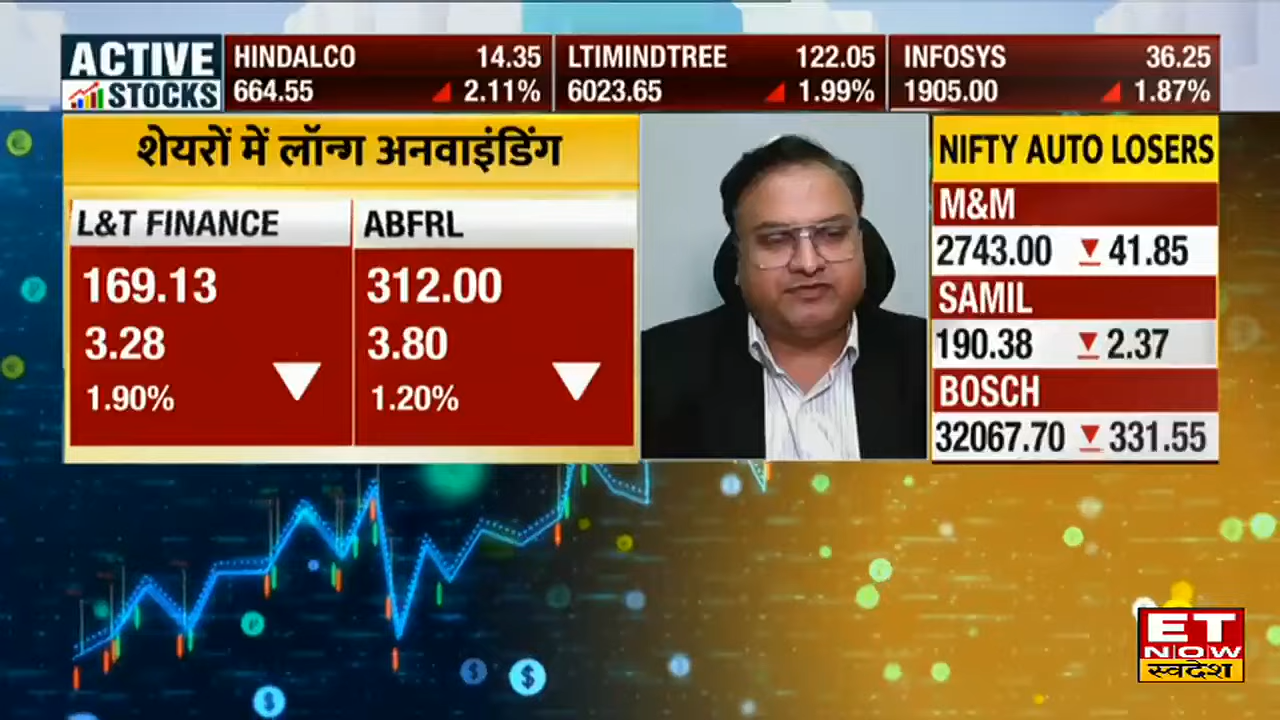 ACTIVE
STOCKS
HINDALCO 14.35
664.55 2.11%
LTIMINDTREE 122.05
6023.65 1.99%
INFOSYS 36.25
1905.00 1.87%
शेयरों में लॉन्ग अनवाइंडिंग
L&T FINANCE
169.13
3.28
1.90%
ABFRL
312.00
3.80
1.20%
NIFTY AUTO LOSERS
M&M
2743.00 41.85
SAMIL
190.38 2.37
BOSCH
32067.70 331.55
ET
NOW
स्वदेश